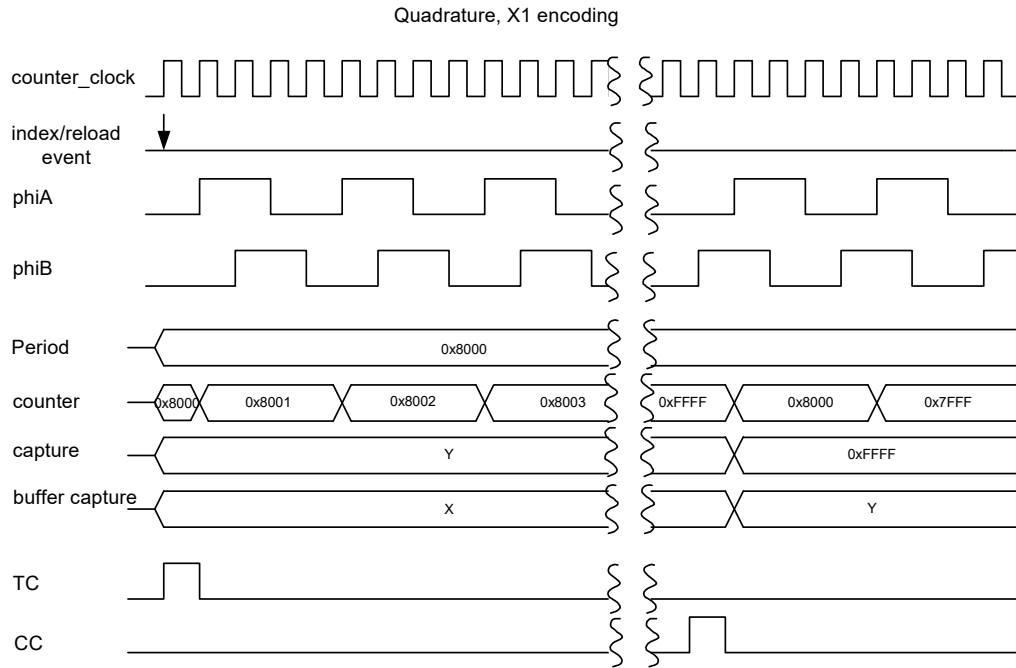 Quadrature, X1 encoding
counter_clock
index/reload
event
phiA
phiB
Period
0x8000
counter
0x8000 0x8001 0x8002 0x8003 0xFFFF 0x8000 0x7FFF
capture
Y 0xFFFF
buffer capture
X Y
TC
CC